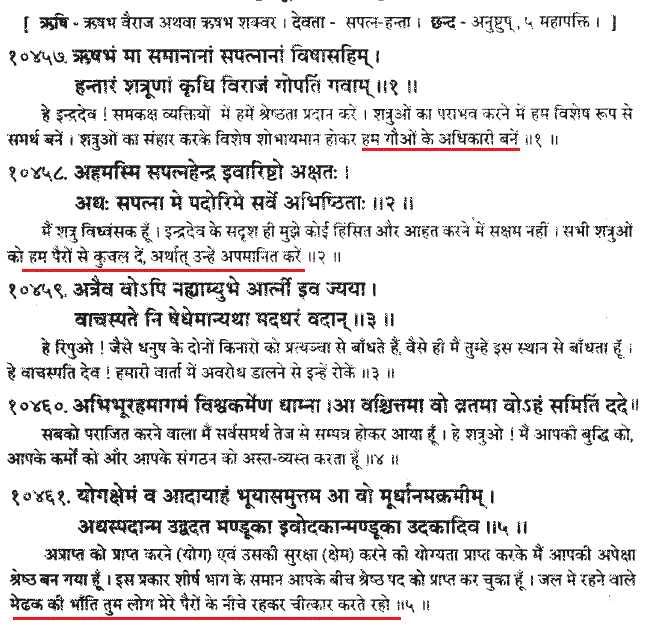 [ ऋषि - ऋषभ वैराज अथवा ऋषभ शक्वर । देवता - सपत्न-हन्ता । छन्द - अनुष्टुप् , ५ महापंक्ति । ]
१०४५७. ऋषभं मा समानानां सपत्नानां विषासहिम् ।
हन्तारं शत्रूणां कृधि विराजं गोपतिं गवाम् ॥१ ॥
हे इन्द्रदेव ! समकक्ष व्यक्तियों में हमें श्रेष्ठता प्रदान करें । शत्रुओं का पराभव करने में हम विशेष रूप से
समर्थ बनें । शत्रुओं का संहार करके विशेष शोभायमान होकर हम गौओं के अधिकारी बनें ॥१ ॥
१०४५८. अहमस्मि सपत्नहेन्द्र इवारिष्टो अक्षतः ।
अधः सपत्ना मे पदोरिमे सर्वे अभिष्ठिताः ॥२ ॥
मैं शत्रु विध्वंसक हूँ । इन्द्रदेव के सदृश ही मुझे कोई हिंसित और आहत करने में सक्षम नहीं । सभी शत्रुओं
को हम पैरों से कुचल दें, अर्थात् उन्हें अपमानित करें ॥२ ॥
१०४५९. अत्रैव वोऽपि नह्याम्युभे आर्त्नी इव ज्यया ।
वाचस्पते नि षेधेमान्यथा मदधरं वदान् ॥३ ॥
हे रिपुओ ! जैसे धनुष के दोनों किनारों को प्रत्यञ्चा से बाँधते हैं, वैसे ही मैं तुम्हें इस स्थान से बाँधता हूँ ।
हे वाचस्पति देव ! हमारी वार्ता में अवरोध डालने से इन्हें रोकें ॥३ ॥
१०४६०. अभिभूरहमागमं विश्वकर्मेण धाम्ना ।आ वश्चित्तमा वो व्रतमा वोऽहं समितिं ददे ॥
सबको पराजित करने वाला मैं सर्वसमर्थ तेज से सम्पन्न होकर आया हूँ । हे शत्रुओ ! मैं आपकी बुद्धि को,
आपके कर्मों को और आपके संगठन को अस्त-व्यस्त करता हूँ ॥४ ॥
१०४६१. योगक्षेमं व आदायाहं भूयासमुत्तम आ वो मूर्धानमक्रमीम् ।
अधस्पदान्म उद्वदत मण्डूका इवोदकान्मण्डूका उदकादिव ॥५ ॥
अप्राप्त को प्राप्त करने (योग) एवं उसकी सुरक्षा (क्षेम) करने की योग्यता प्राप्त करके मैं आपकी अपेक्षा
श्रेष्ठ बन गया हूँ । इस प्रकार शीर्ष भाग के समान आपके बीच श्रेष्ठ पद को प्राप्त कर चुका हूँ । जल में रहने वाले
मेढक की भाँति तुम लोग मेरे पैरों के नीचे रहकर चीत्कार करते रहो ॥५ ॥